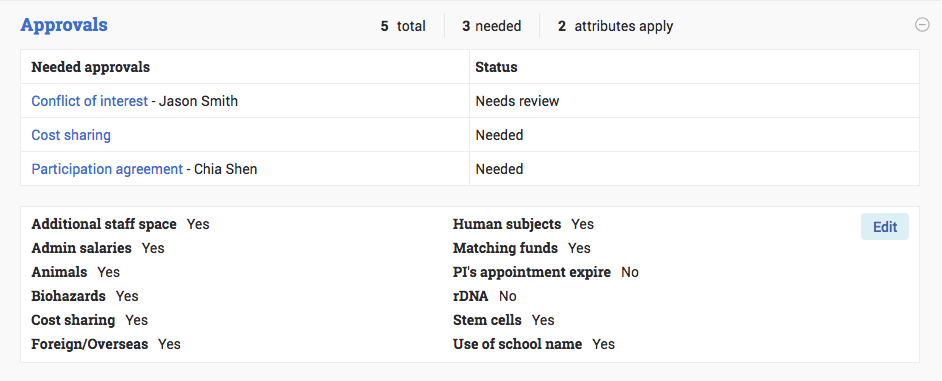 Approvals 5 total 3 needed 2 attributes apply
Needed approvals Status
Conflict of interest - Jason Smith Needs review
Cost sharing Needed
Participation agreement - Chia Shen Needed
Additional staff space Yes Human subjects Yes Edit
Admin salaries Yes Matching funds Yes
Animals Yes PI's appointment expire No
Biohazards Yes rDNA No
Cost sharing Yes Stem cells Yes
Foreign/Overseas Yes Use of school name Yes